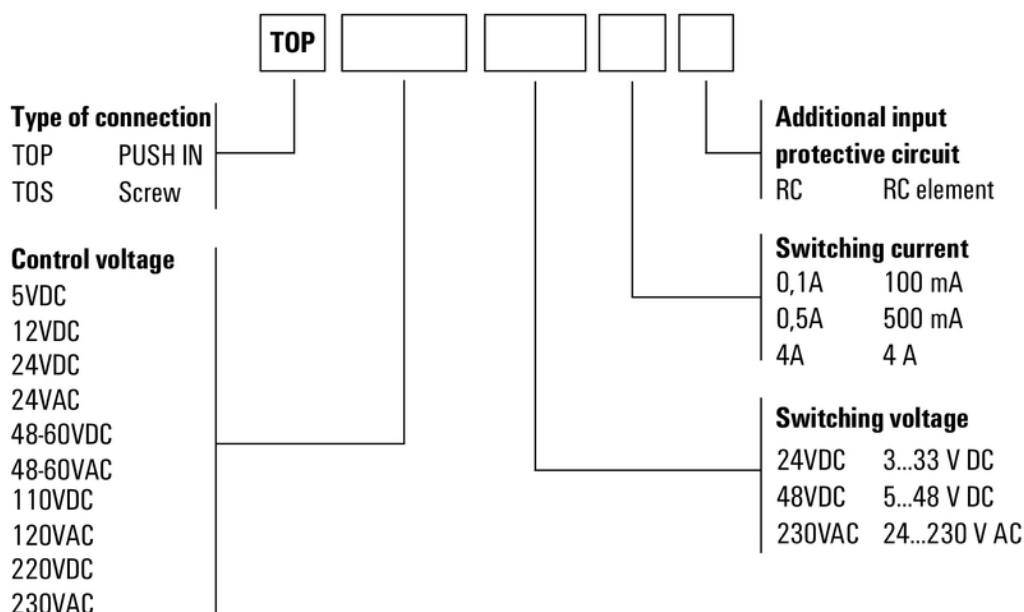 TOP
Type of connection
TOP PUSH IN
TOS Screw
Control voltage
5VDC
12VDC
24VDC
24VAC
48-60VDC
48-60VAC
110VDC
120VAC
220VDC
230VAC
Additional input
protective circuit
RC RC element
Switching current
0,1A 100 mA
0,5A 500 mA
4A 4 A
Switching voltage
24VDC 3...33 V DC
48VDC 5...48 V DC
230VAC 24...230 V AC